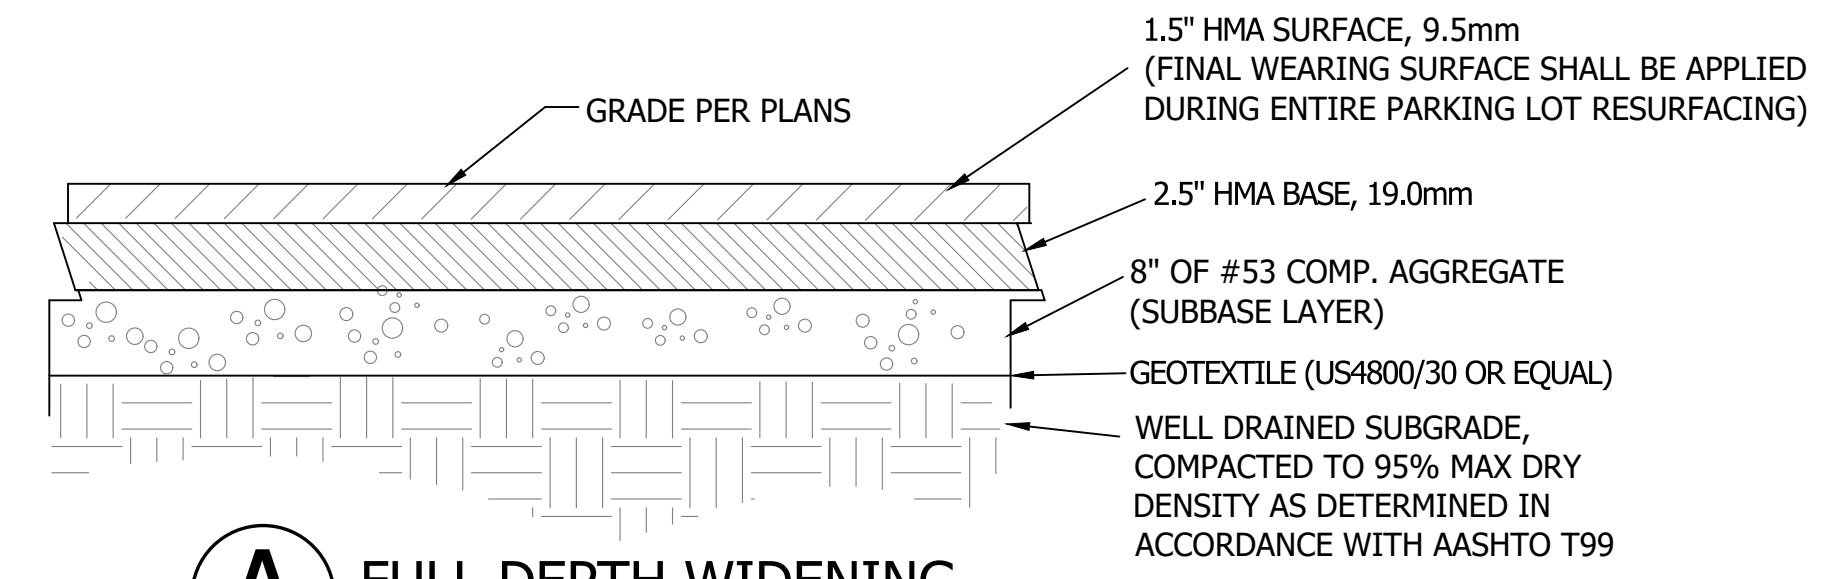 1.5" HMA SURFACE, 9.5mm
(FINAL WEARING SURFACE SHALL BE APPLIED
DURING ENTIRE PARKING LOT RESURFACING)
GRADE PER PLANS
2.5" HMA BASE, 19.0mm
8" OF #53 COMP. AGGREGATE
(SUBBASE LAYER)
GEOTEXTILE (US4800/30 OR EQUAL)
WELL DRAINED SUBGRADE,
COMPACTED TO 95% MAX DRY
DENSITY AS DETERMINED IN
ACCORDANCE WITH AASHTO T99
A FULL DEPTH WIDENING